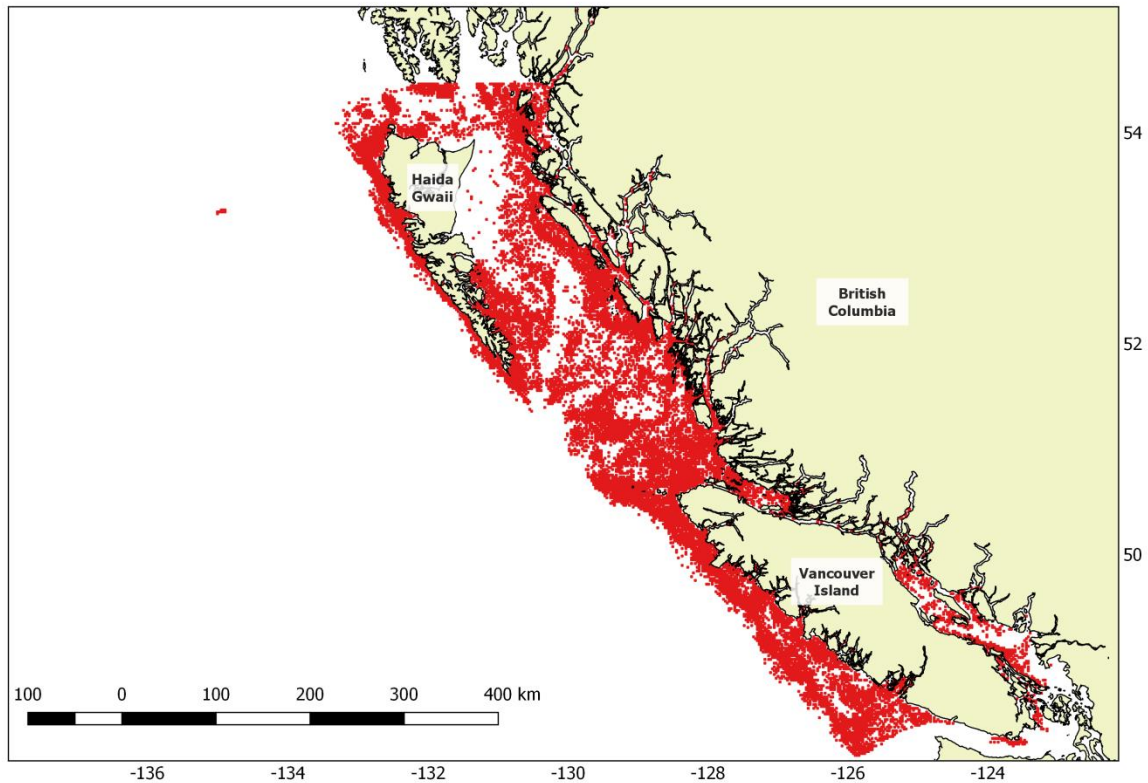 54
Haida
Gwaii
British
Columbia
52
50
Vancouver
Island
100 0 100 200 300 400 km
-136 -134 -132 -130 -128 -126 -124